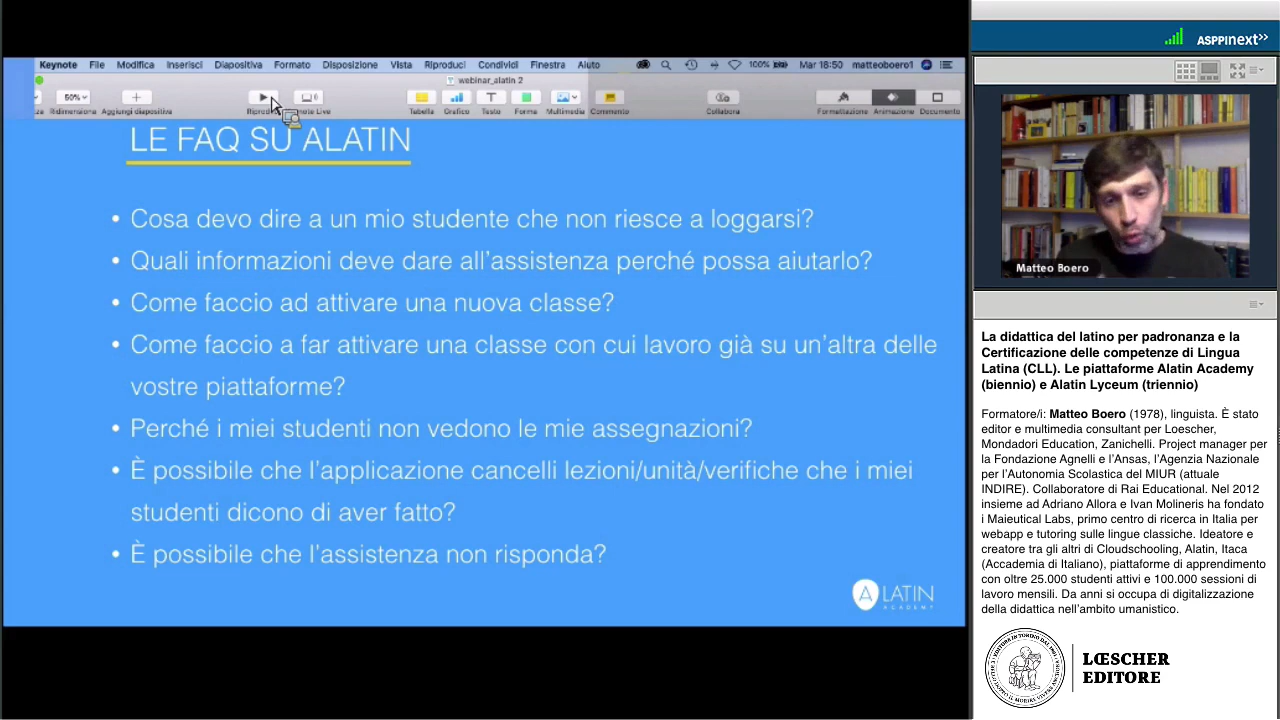 Keynote File Modifica Inserisci Diapositiva Formato Disposizione Vista Riproduci Condividi Finestra Aiuto 100% Mar 18:50 matteoboero1
webinar_alatin 2
50%
Ridimensiona Aggiungi diapositiva Live Tabella Grafico Testo Forma Multimedia Commento Collabora Formattazione Animazione Documento
LE FAQ SU ALATIN
• Cosa devo dire a un mio studente che non riesce a loggarsi?
• Quali informazioni deve dare all'assistenza perché possa aiutarlo?
• Come faccio ad attivare una nuova classe?
• Come faccio a far attivare una classe con cui lavoro già su un'altra delle
vostre piattaforme?
• Perché i miei studenti non vedono le mie assegnazioni?
• È possibile che l'applicazione cancelli lezioni/unità/verifiche che i miei
studenti dicono di aver fatto?
• È possibile che l'assistenza non risponda?
A LATIN
ACADEMY
ASPPInext>>
Matteo Boero
La didattica del latino per padronanza e la
Certificazione delle competenze di Lingua
Latina (CLL). Le piattaforme Alatin Academy
(biennio) e Alatin Lyceum (triennio)
Formatore/i: Matteo Boero (1978), linguista. È stato
editor e multimedia consultant per Loescher,
Mondadori Education, Zanichelli. Project manager per
la Fondazione Agnelli e l'Ansas, l'Agenzia Nazionale
per l'Autonomia Scolastica del MIUR (attuale
INDIRE). Collaboratore di Rai Educational. Nel 2012
insieme ad Adriano Allora e Ivan Molineris ha fondato
i Maieutical Labs, primo centro di ricerca in Italia per
webapp e tutoring sulle lingue classiche. Ideatore e
creatore tra gli altri di Cloudschooling, Alatin, Itaca
(Accademia di Italiano), piattaforme di apprendimento
con oltre 25.000 studenti attivi e 100.000 sessioni di
lavoro mensili. Da anni si occupa di digitalizzazione
della didattica nell'ambito umanistico.
LŒSCHER
EDITORE